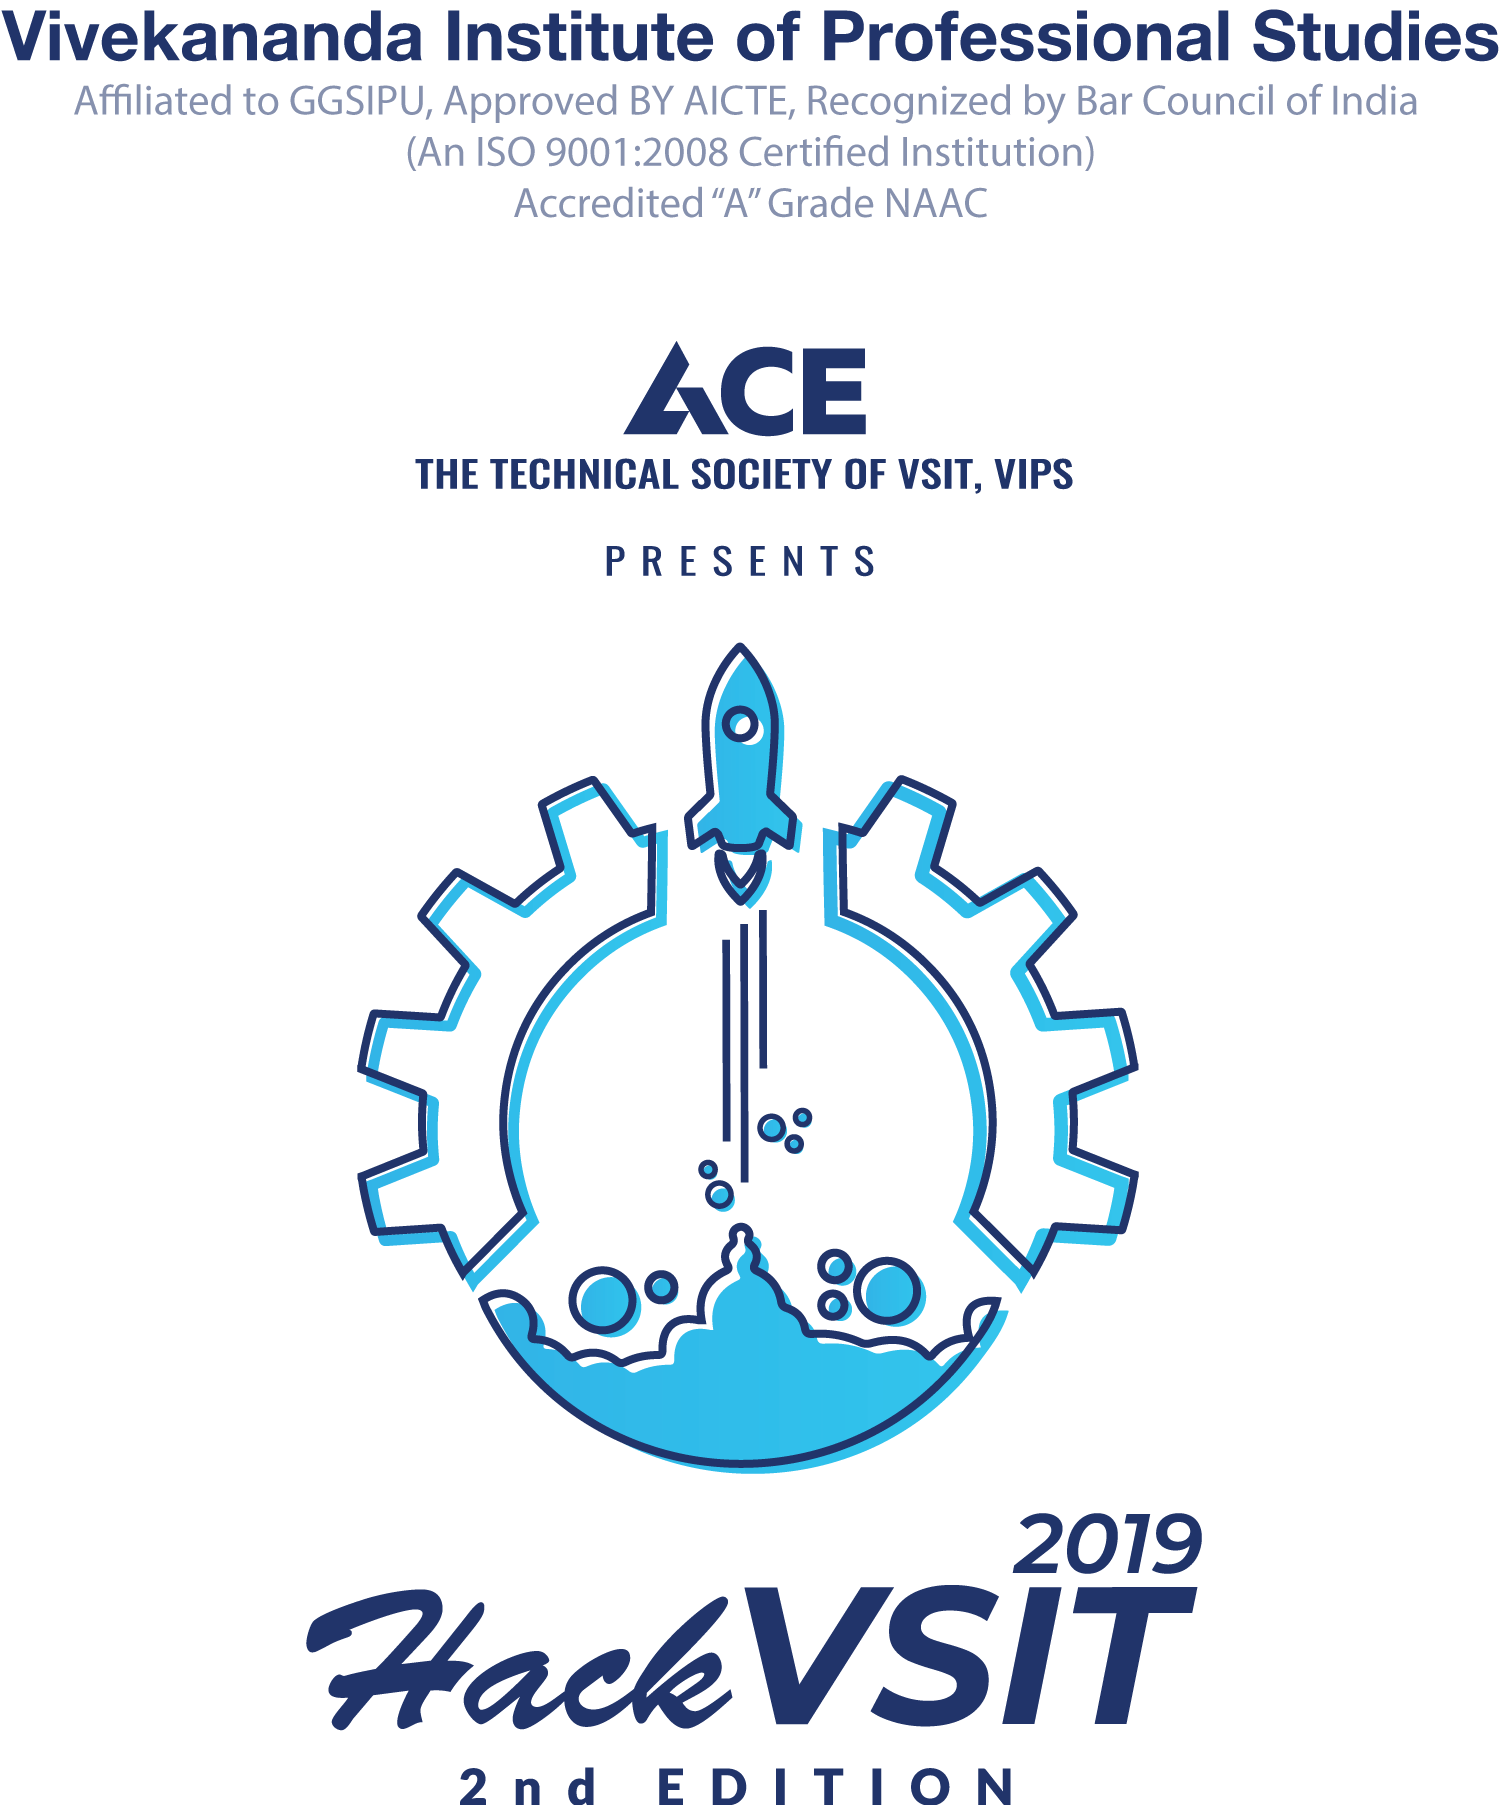 Vivekananda Institute of Professional Studies
Affiliated to GGSIPU, Approved BY AICTE, Recognized by Bar Council of India
(An ISO 9001:2008 Certified Institution)
Accredited “A” Grade NAAC
ACE
THE TECHNICAL SOCIETY OF VSIT, VIPS
PRESENTS
2019
HackVSIT
2nd EDITION